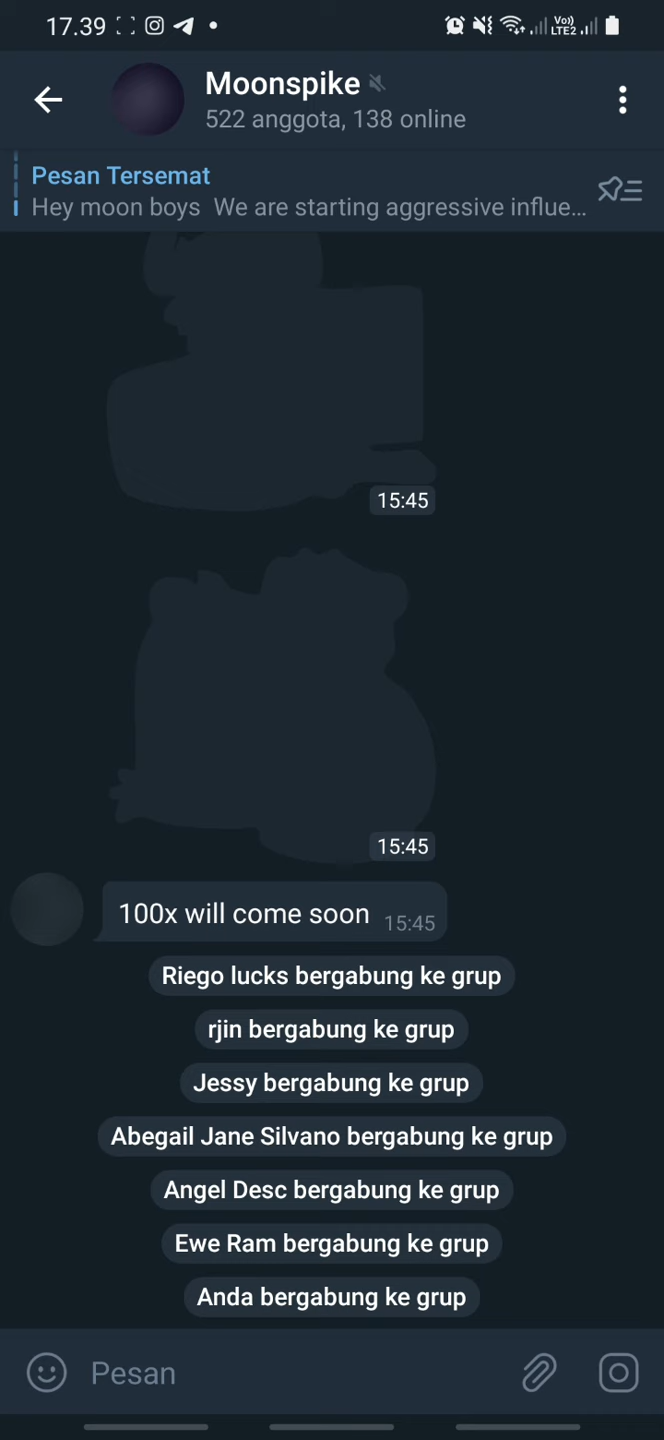 17.39
Vo))
LTE2
Moonspike
522 anggota, 138 online
Pesan Tersemat
Hey moon boys We are starting aggressive influe...
15:45
15:45
100x will come soon 15:45
Riego lucks bergabung ke grup
rjin bergabung ke grup
Jessy bergabung ke grup
Abegail Jane Silvano bergabung ke grup
Angel Desc bergabung ke grup
Ewe Ram bergabung ke grup
Anda bergabung ke grup
Pesan